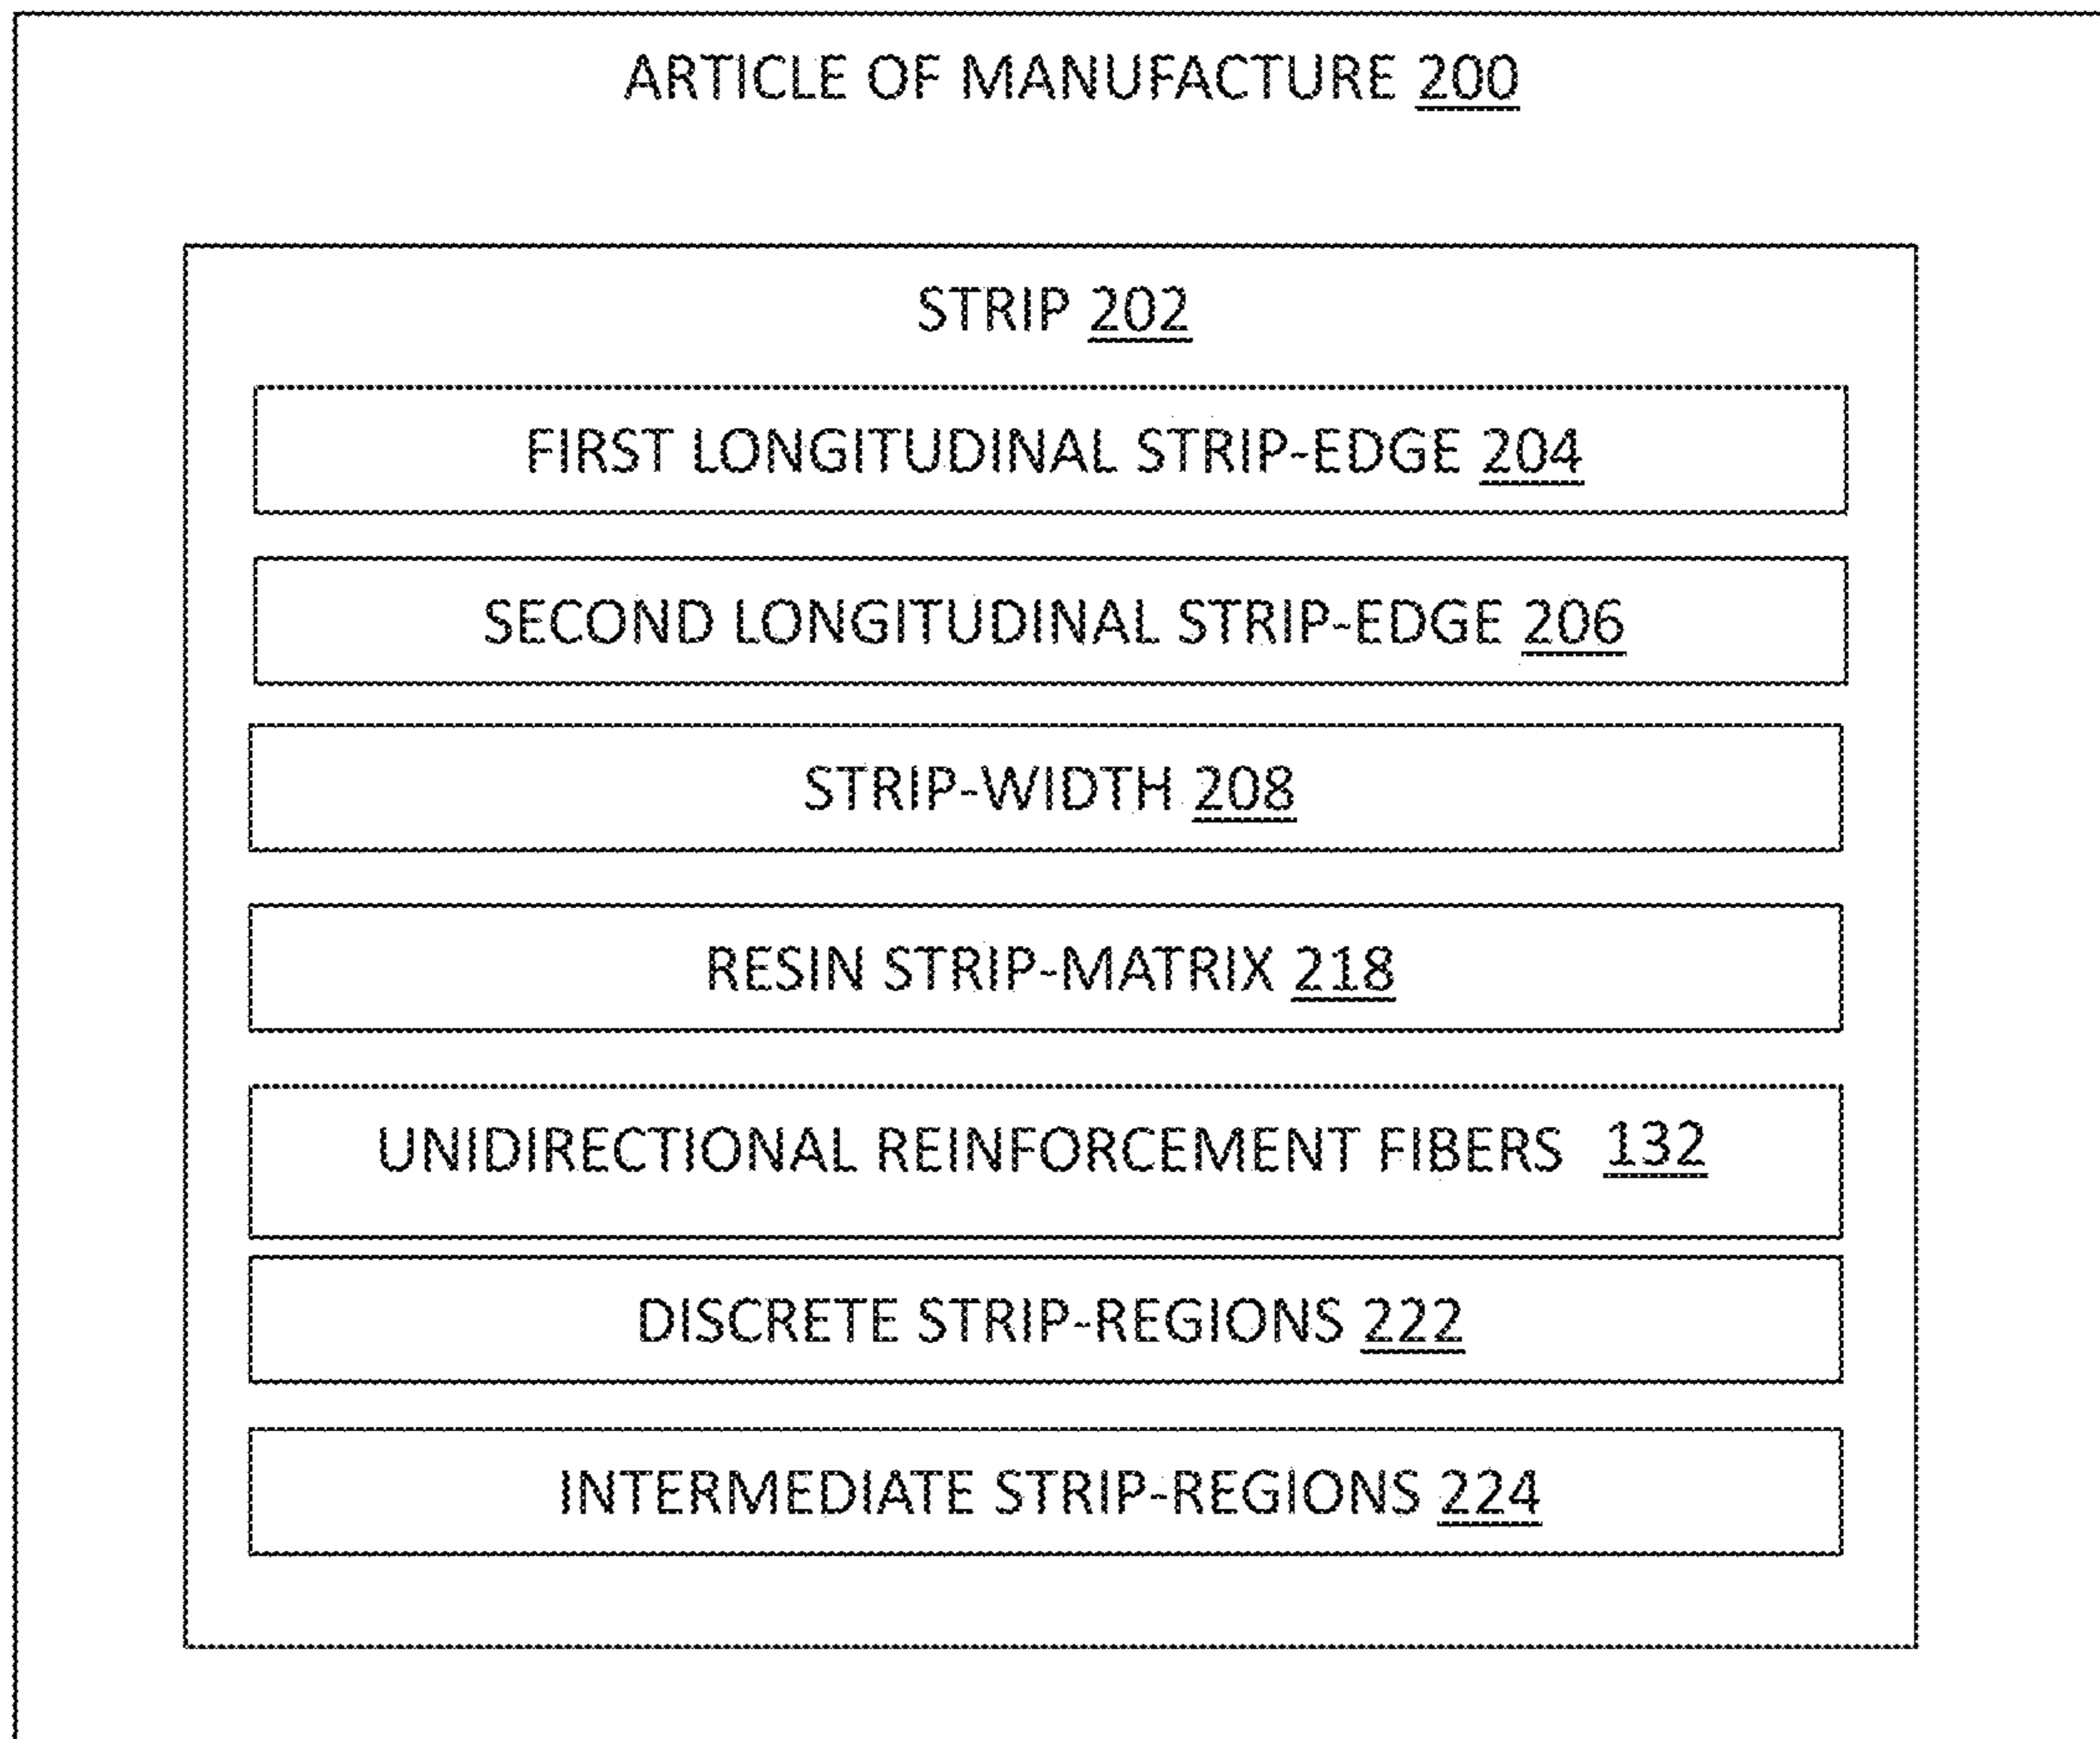 ARTICLE OF MANUFACTURE 200
STRIP 202
FIRST LONGITUDINAL STRIP-EDGE 204
SECOND LONGITUDINAL STRIP-EDGE 206
STRIP-WIDTH 208
RESIN STRIP-MATRIX 218
UNIDIRECTIONAL REINFORCEMENT FIBERS 132
DISCRETE STRIP-REGIONS 222
INTERMEDIATE STRIP-REGIONS 224